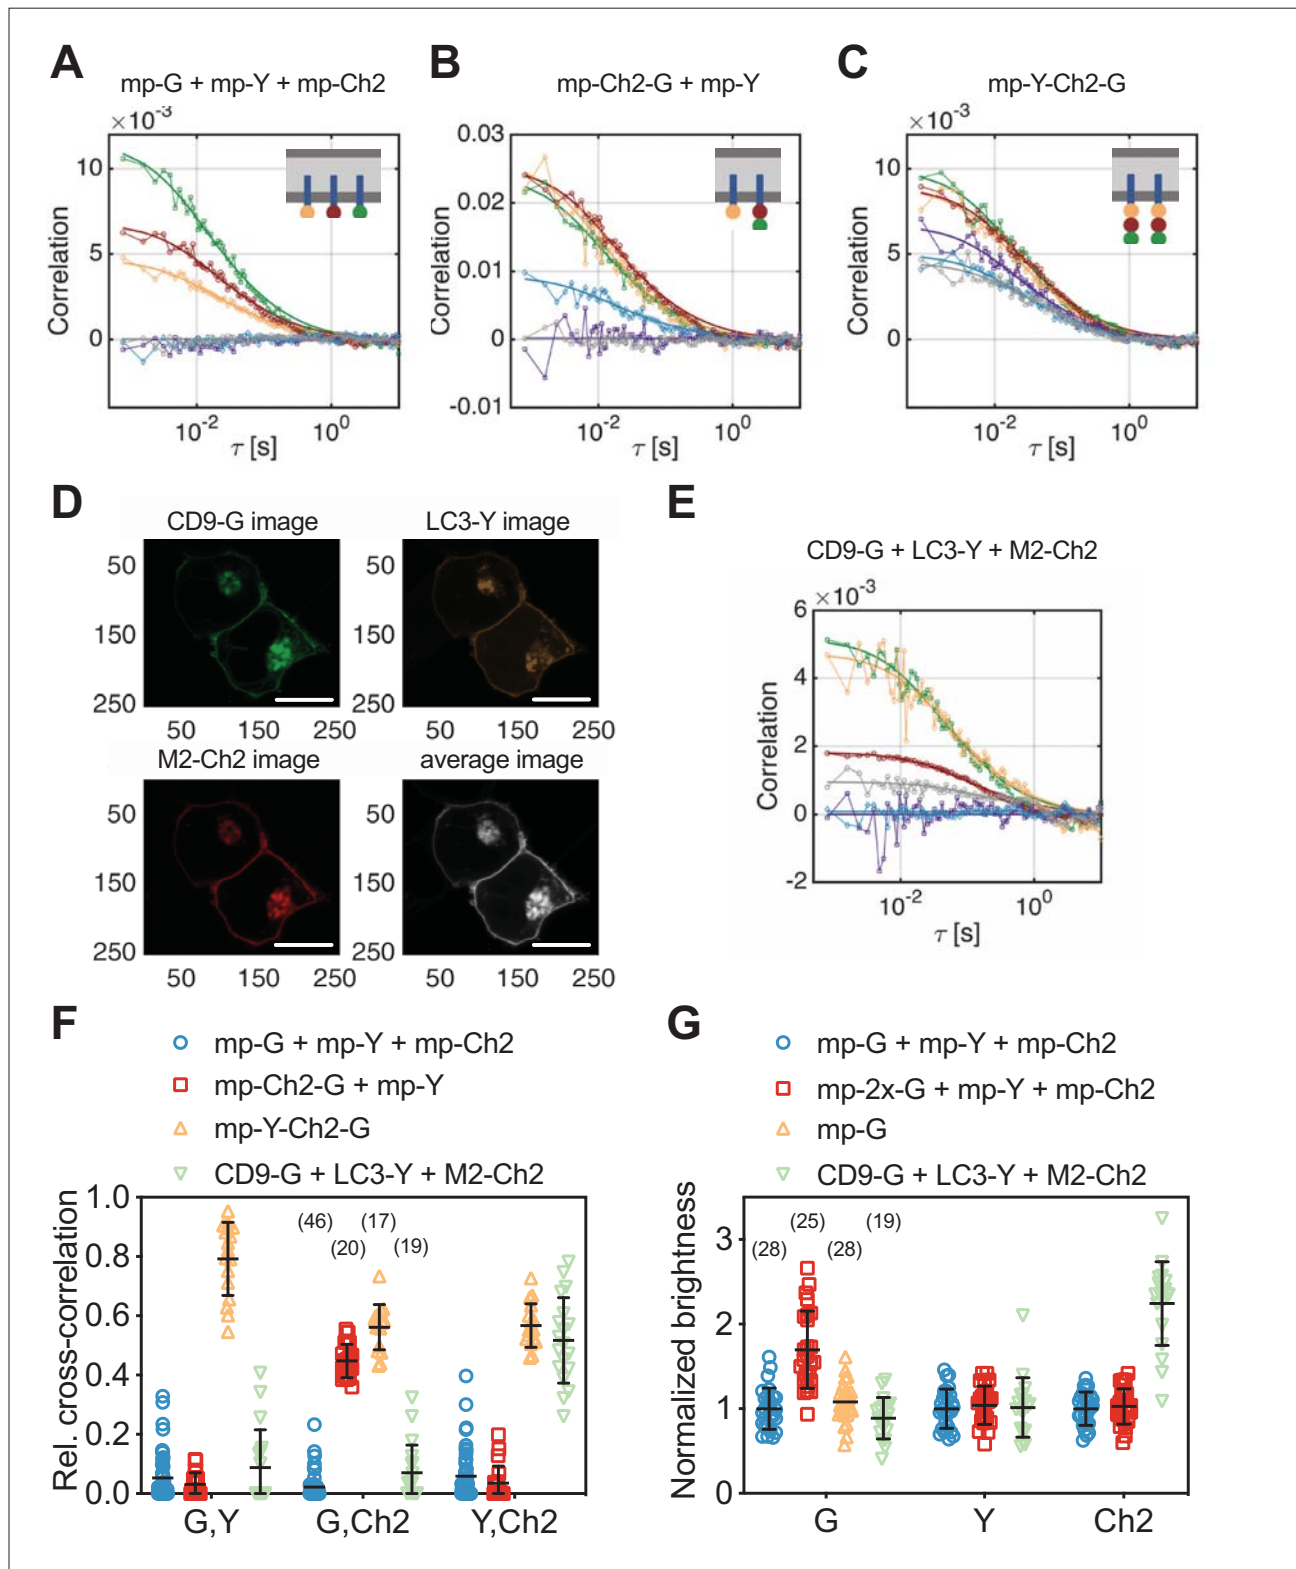 A
mp-G + mp-Y + mp-Ch2
×10⁻³
10
5
0
Correlation
10⁻²
10⁰
τ [s]
B
mp-Ch2-G + mp-Y
0.03
0.02
0.01
0
-0.01
Correlation
10⁻²
10⁰
τ [s]
C
mp-Y-Ch2-G
×10⁻³
10
5
0
Correlation
10⁻²
10⁰
τ [s]
D
CD9-G image
50
150
250
50 150 250
LC3-Y image
50
150
250
50 150 250
M2-Ch2 image
50
150
250
50 150 250
average image
50
150
250
50 150 250
E
CD9-G + LC3-Y + M2-Ch2
×10⁻³
6
4
2
0
-2
Correlation
10⁻²
10⁰
τ [s]
F
mp-G + mp-Y + mp-Ch2
mp-Ch2-G + mp-Y
mp-Y-Ch2-G
CD9-G + LC3-Y + M2-Ch2
1.0
0.8
0.6
0.4
0.2
0.0
Rel. cross-correlation
(46)
(20)
(17)
(19)
G,Y
G,Ch2
Y,Ch2
G
mp-G + mp-Y + mp-Ch2
mp-2x-G + mp-Y + mp-Ch2
mp-G
CD9-G + LC3-Y + M2-Ch2
3
2
1
0
Normalized brightness
(28)
(25)
(28)
(19)
G
Y
Ch2